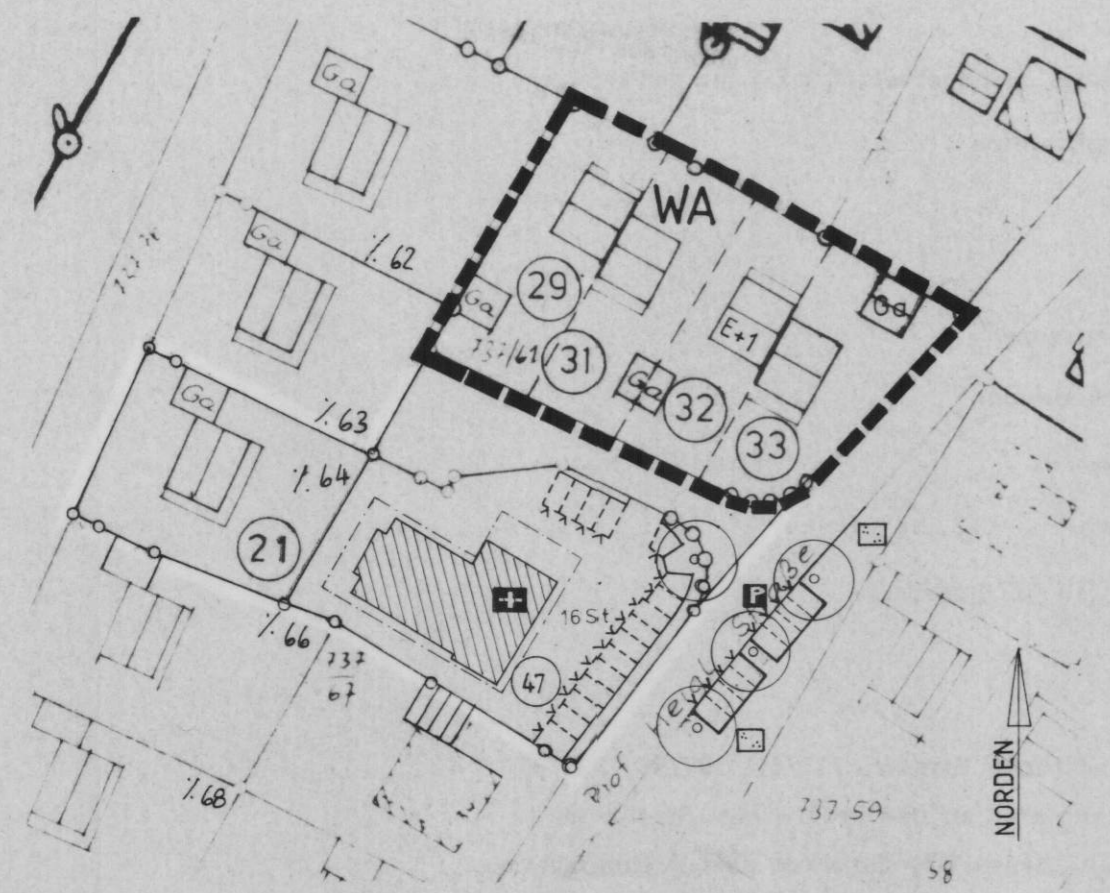 Ga
WA
Ga
·/.62
29
Ga
Ga
E+1
737/61
31
Ga
32
Ga
·/.63
33
·/.64
21
P
Straße
16 St
·/.66
737
67
47
Prof
NORDEN
·/.68
737/59
58